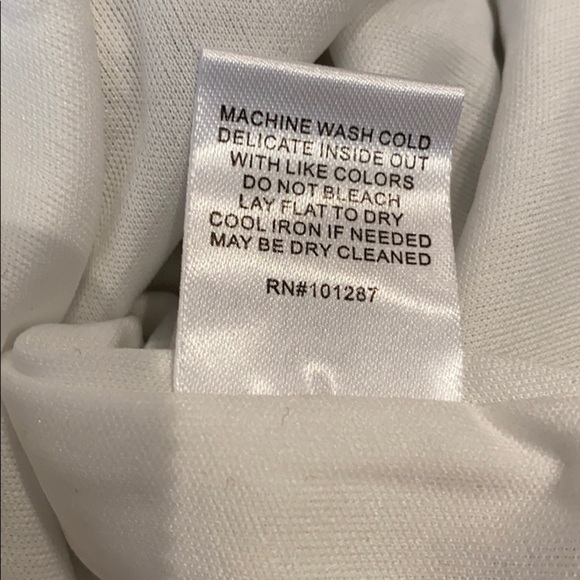 MACHINE WASH COLD
DELICATE INSIDE OUT
WITH LIKE COLORS
DO NOT BLEACH
LAY FLAT TO DRY
COOL IRON IF NEEDED
MAY BE DRY CLEANED
RN#101287